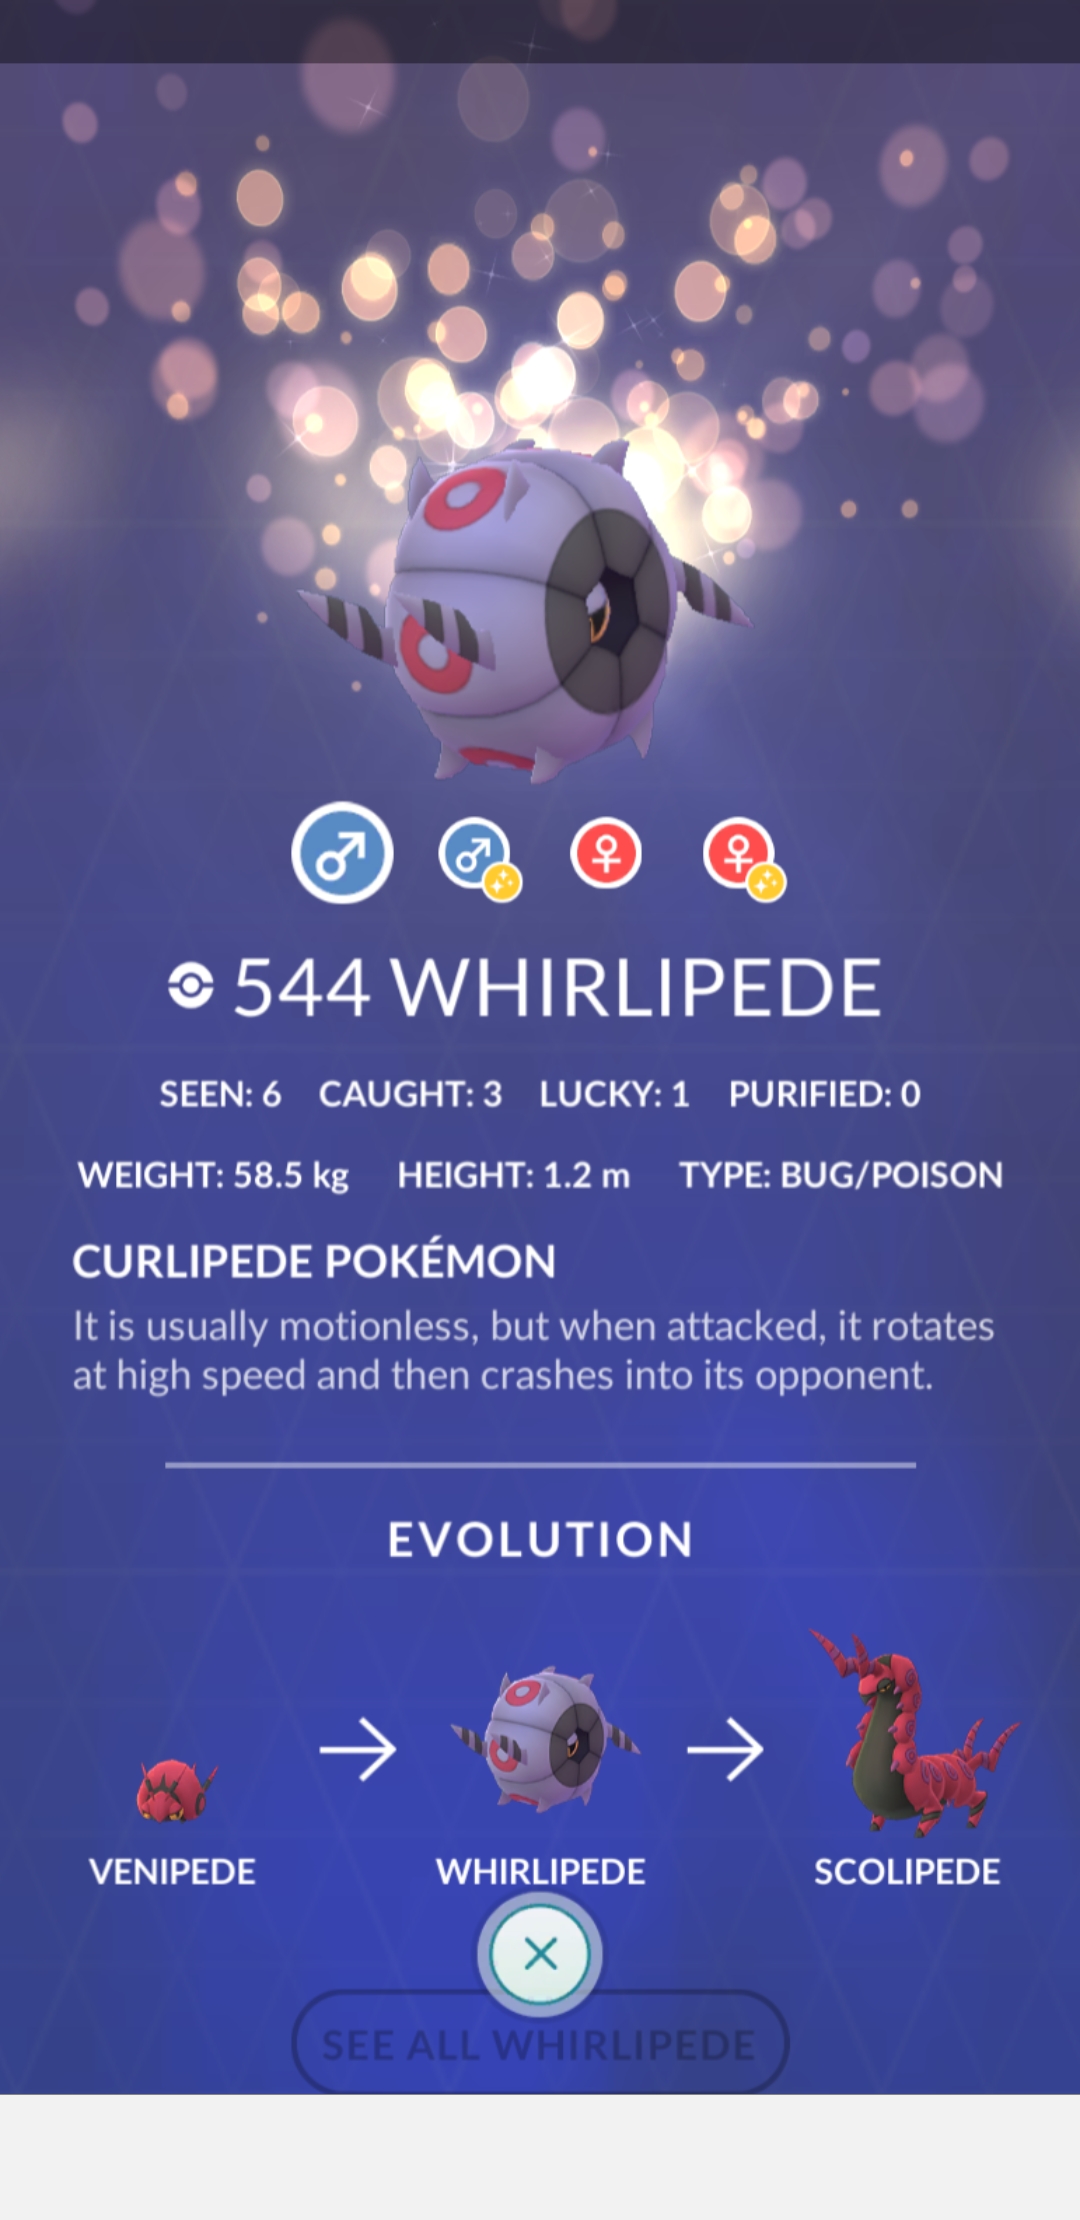 544 WHIRLIPEDE
SEEN: 6 CAUGHT: 3 LUCKY: 1 PURIFIED: 0
WEIGHT: 58.5 kg HEIGHT: 1.2 m TYPE: BUG/POISON
CURLIPEDE POKÉMON
It is usually motionless, but when attacked, it rotates
at high speed and then crashes into its opponent.
EVOLUTION
VENIPEDE WHIRLIPEDE SCOLIPEDE
SEE ALL WHIRLIPEDE